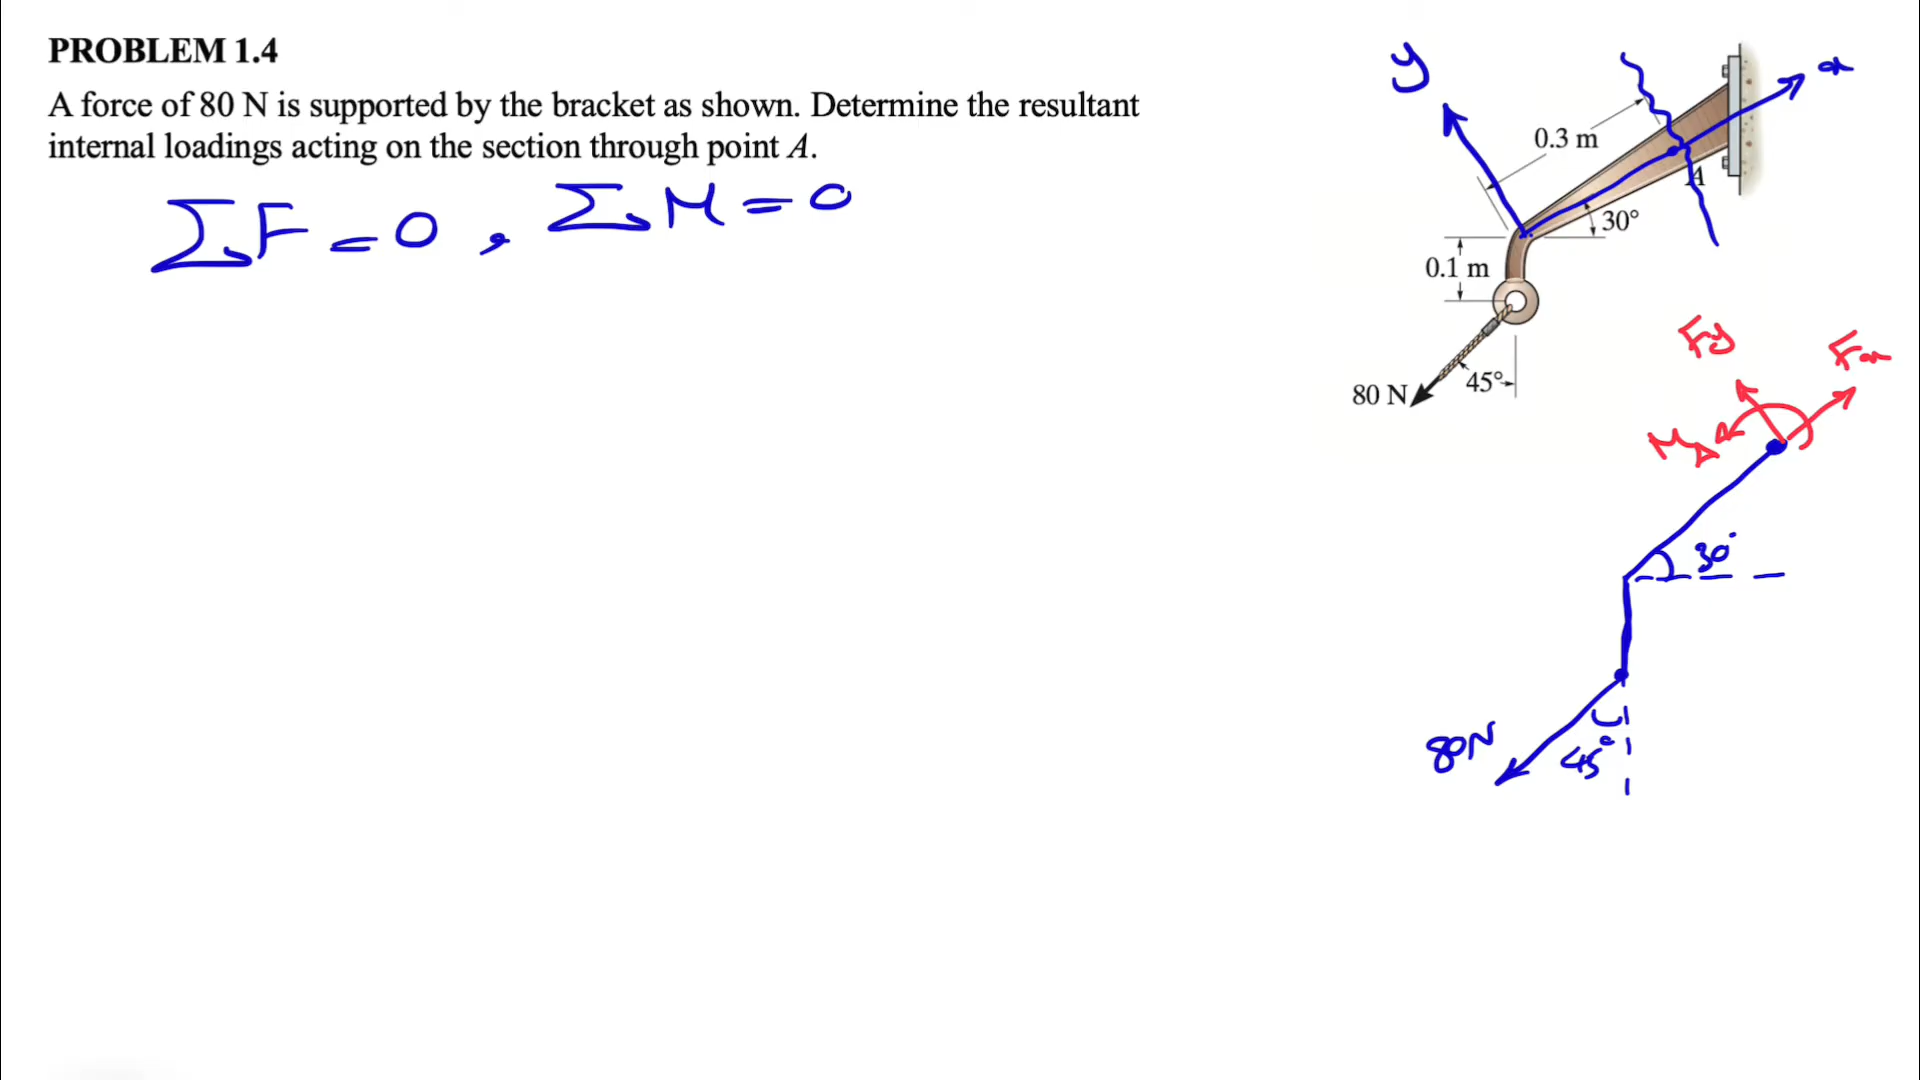 PROBLEM 1.4
A force of 80 N is supported by the bracket as shown. Determine the resultant
internal loadings acting on the section through point A.
ΣF = 0 , ΣM = 0
y
x
0.3 m
A
30°
0.1 m
45°
80 N
Fy
Fx
MA
30°
80N
45°